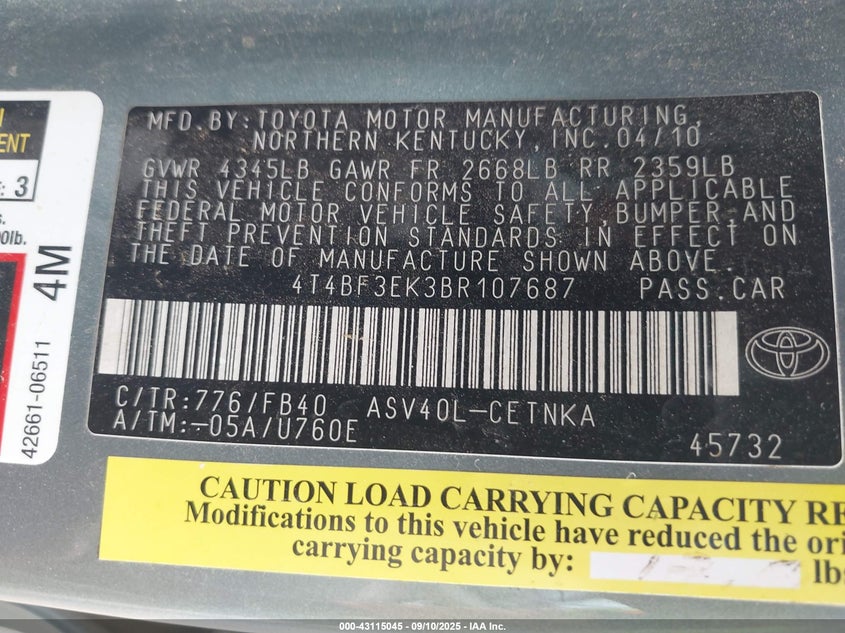 MFD. BY: TOYOTA MOTOR MANUFACTURING,
NORTHERN KENTUCKY, INC. 04/10
GVWR 4345LB GAWR FR 2668LB RR 2359LB
THIS VEHICLE CONFORMS TO ALL APPLICABLE
FEDERAL MOTOR VEHICLE SAFETY BUMPER AND
THEFT PREVENTION STANDARDS IN EFFECT ON
THE DATE OF MANUFACTURE SHOWN ABOVE.
4T4BF3EK3BR107687 PASS.CAR
C/TR:776/FB40 ASV40L-CETNKA
A/TM:-05A/U760E
45732
ENT
: 3
s.
0lb.
4M
42661-06511
CAUTION LOAD CARRYING CAPACITY RE
Modifications to this vehicle have reduced the ori
carrying capacity by: lbs
000-43115045 - 09/10/2025 - IAA Inc.